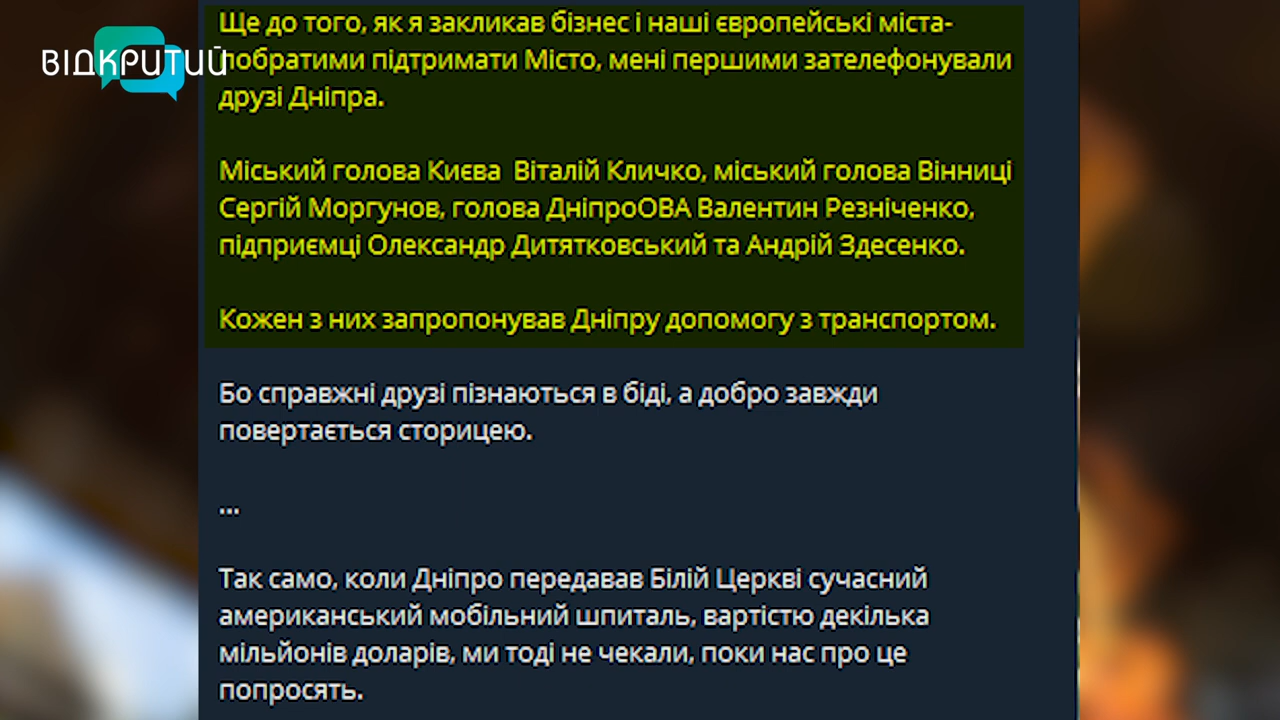 ВІДКРИТИЙ
Ще до того, як я закликав бізнес і наші європейські міста-
побратими підтримати Місто, мені першими зателефонували
друзі Дніпра.
Міський голова Києва  Віталій Кличко, міський голова Вінниці
Сергій Моргунов, голова ДніпроОВА Валентин Резніченко,
підприємці Олександр Дитятковський та Андрій Здесенко.
Кожен з них запропонував Дніпру допомогу з транспортом.
Бо справжні друзі пізнаються в біді, а добро завжди
повертається сторицею.
...
Так само, коли Дніпро передавав Білій Церкві сучасний
американський мобільний шпиталь, вартістю декілька
мільйонів доларів, ми тоді не чекали, поки нас про це
попросять.